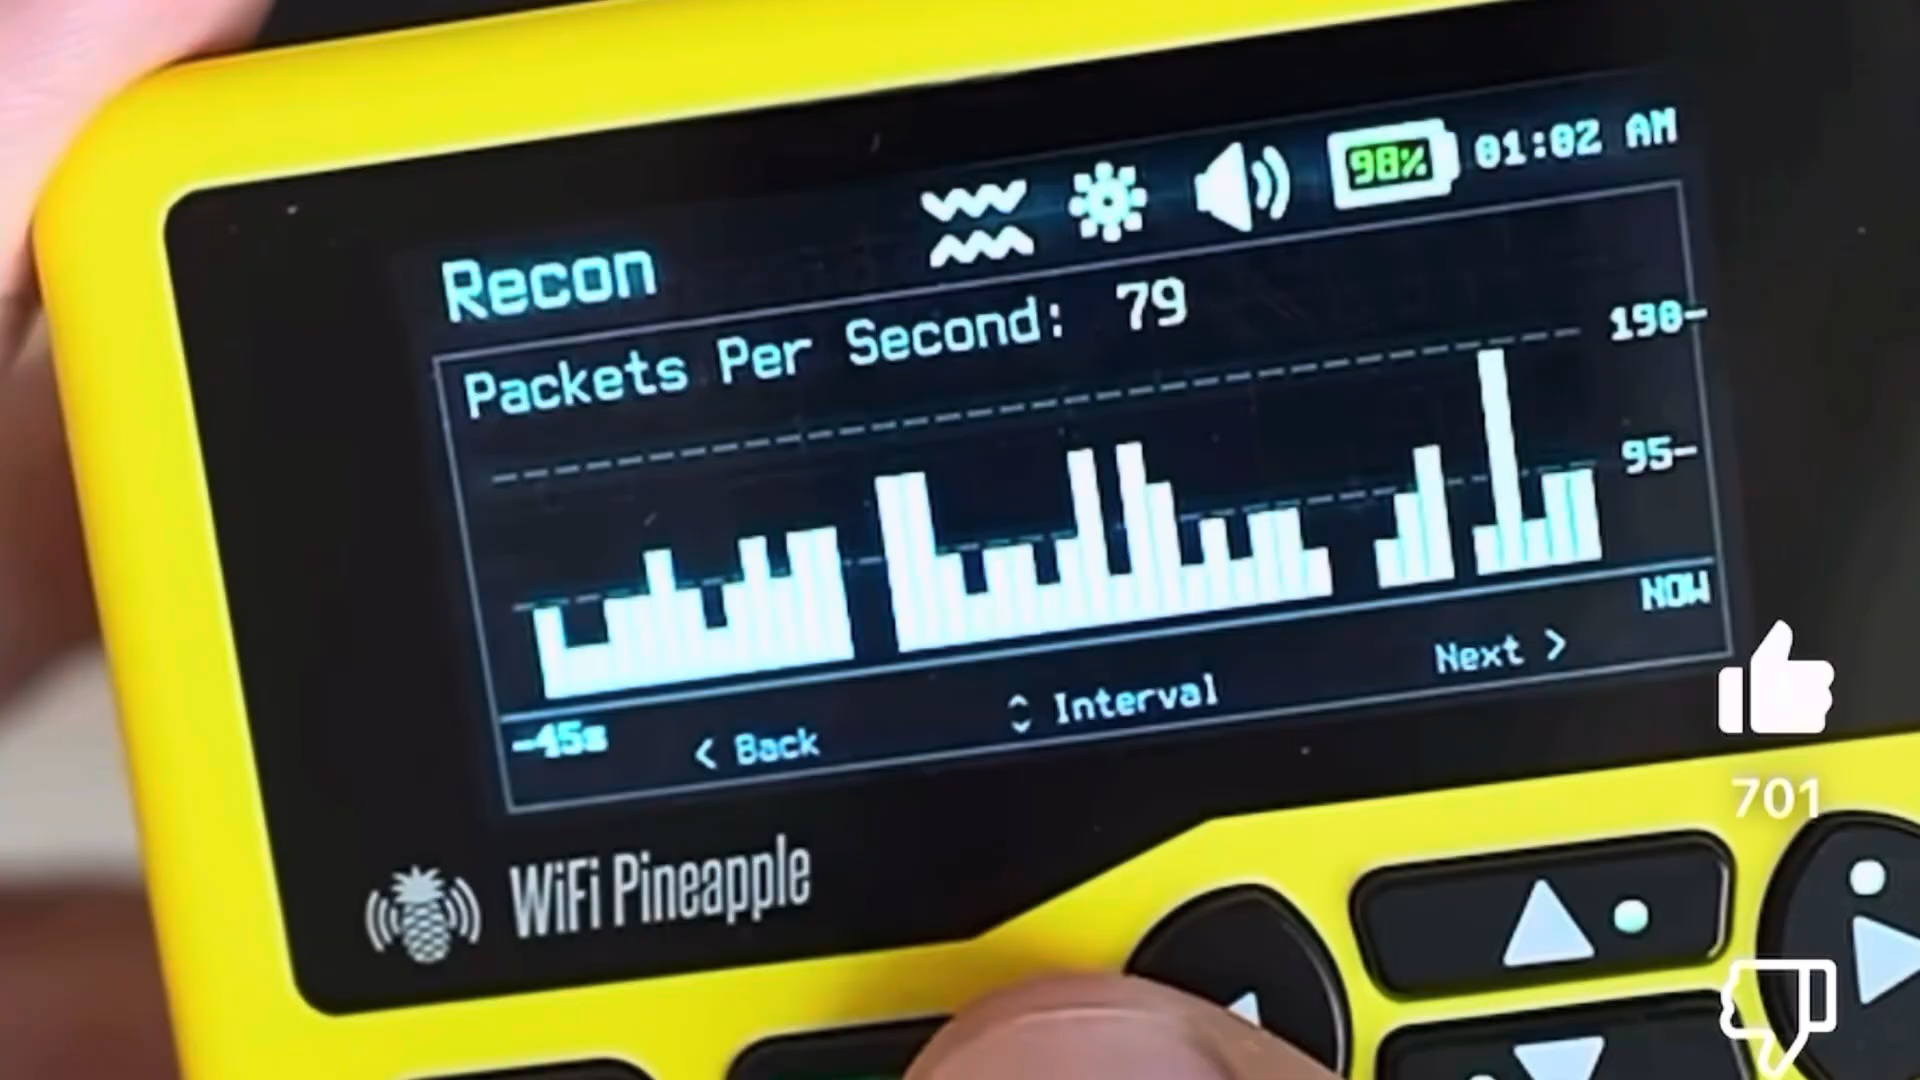 98% 01:02 AM
Recon
Packets Per Second: 79
190-
95-
NOW
-45s
< Back
Interval
Next >
WiFi Pineapple
701